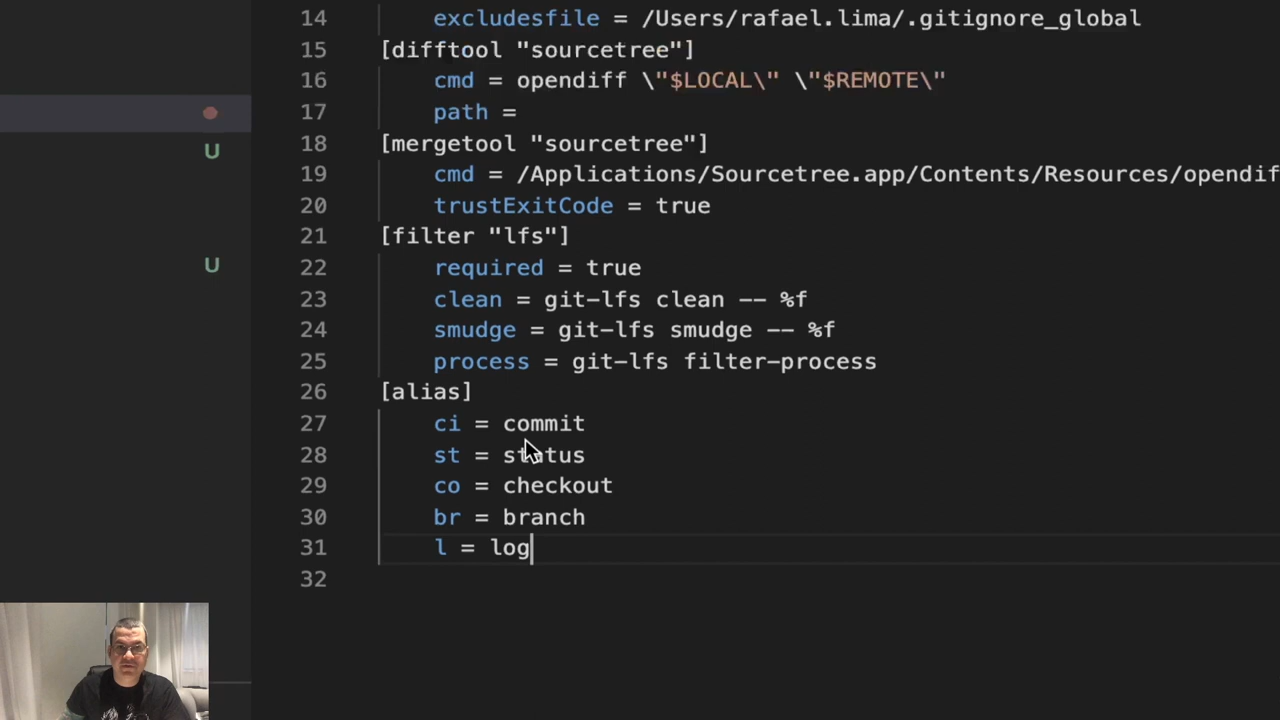 14 excludesfile = /Users/rafael.lima/.gitignore_global
15 [difftool "sourcetree"]
16 cmd = opendiff \"$LOCAL\" \"$REMOTE\"
17 path =
18 [mergetool "sourcetree"]
19 cmd = /Applications/Sourcetree.app/Contents/Resources/opendif
20 trustExitCode = true
U
21 [filter "lfs"]
22 required = true
U
23 clean = git-lfs clean -- %f
24 smudge = git-lfs smudge -- %f
25 process = git-lfs filter-process
26 [alias]
27 ci = commit
28 st = status
29 co = checkout
30 br = branch
31 l = log
32